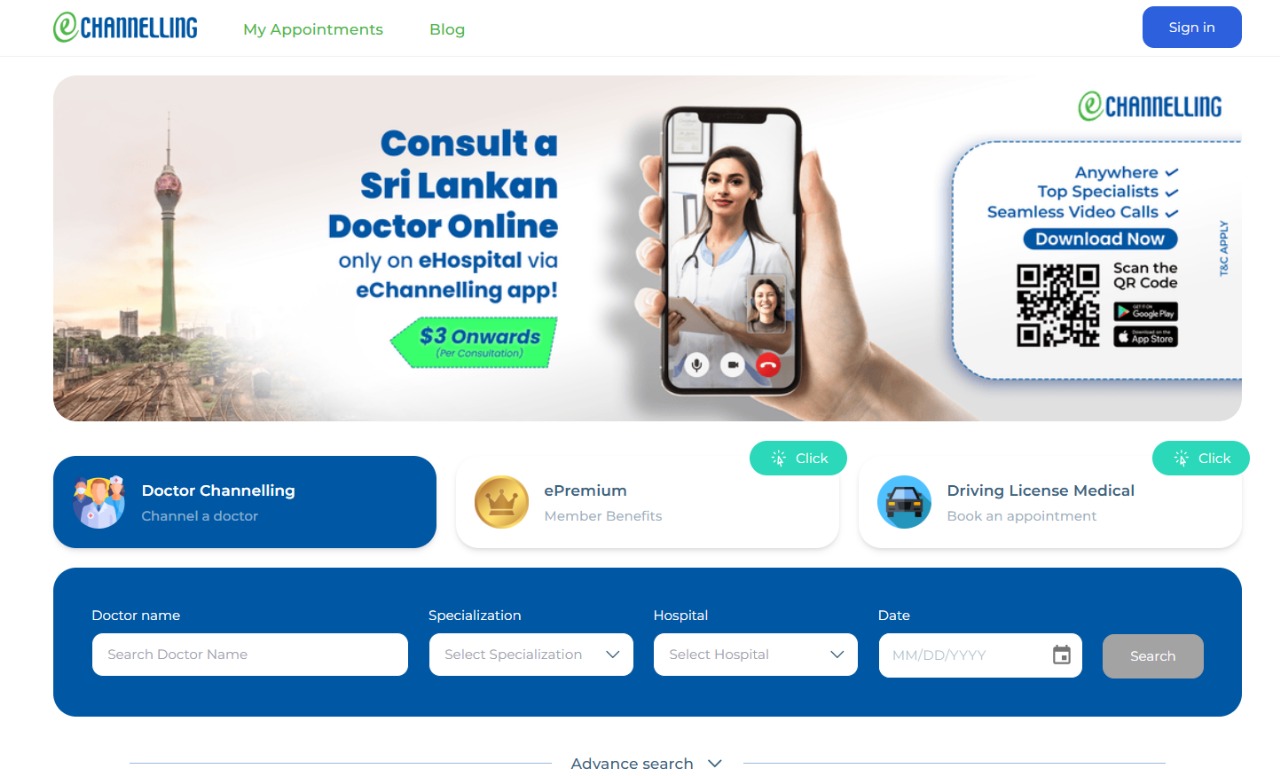 eCHANNELLING
My Appointments
Blog
Sign in
Consult a
Sri Lankan
Doctor Online
only on eHospital via
eChannelling app!
$3 Onwards
(Per Consultation)
eCHANNELLING
Anywhere
Top Specialists
Seamless Video Calls
Download Now
Scan the
QR Code
GET IT ON
Google Play
Download on the
App Store
T&C APPLY
Doctor Channelling
Channel a doctor
Click
ePremium
Member Benefits
Click
Driving License Medical
Book an appointment
Doctor name
Search Doctor Name
Specialization
Select Specialization
Hospital
Select Hospital
Date
MM/DD/YYYY
Search
Advance search